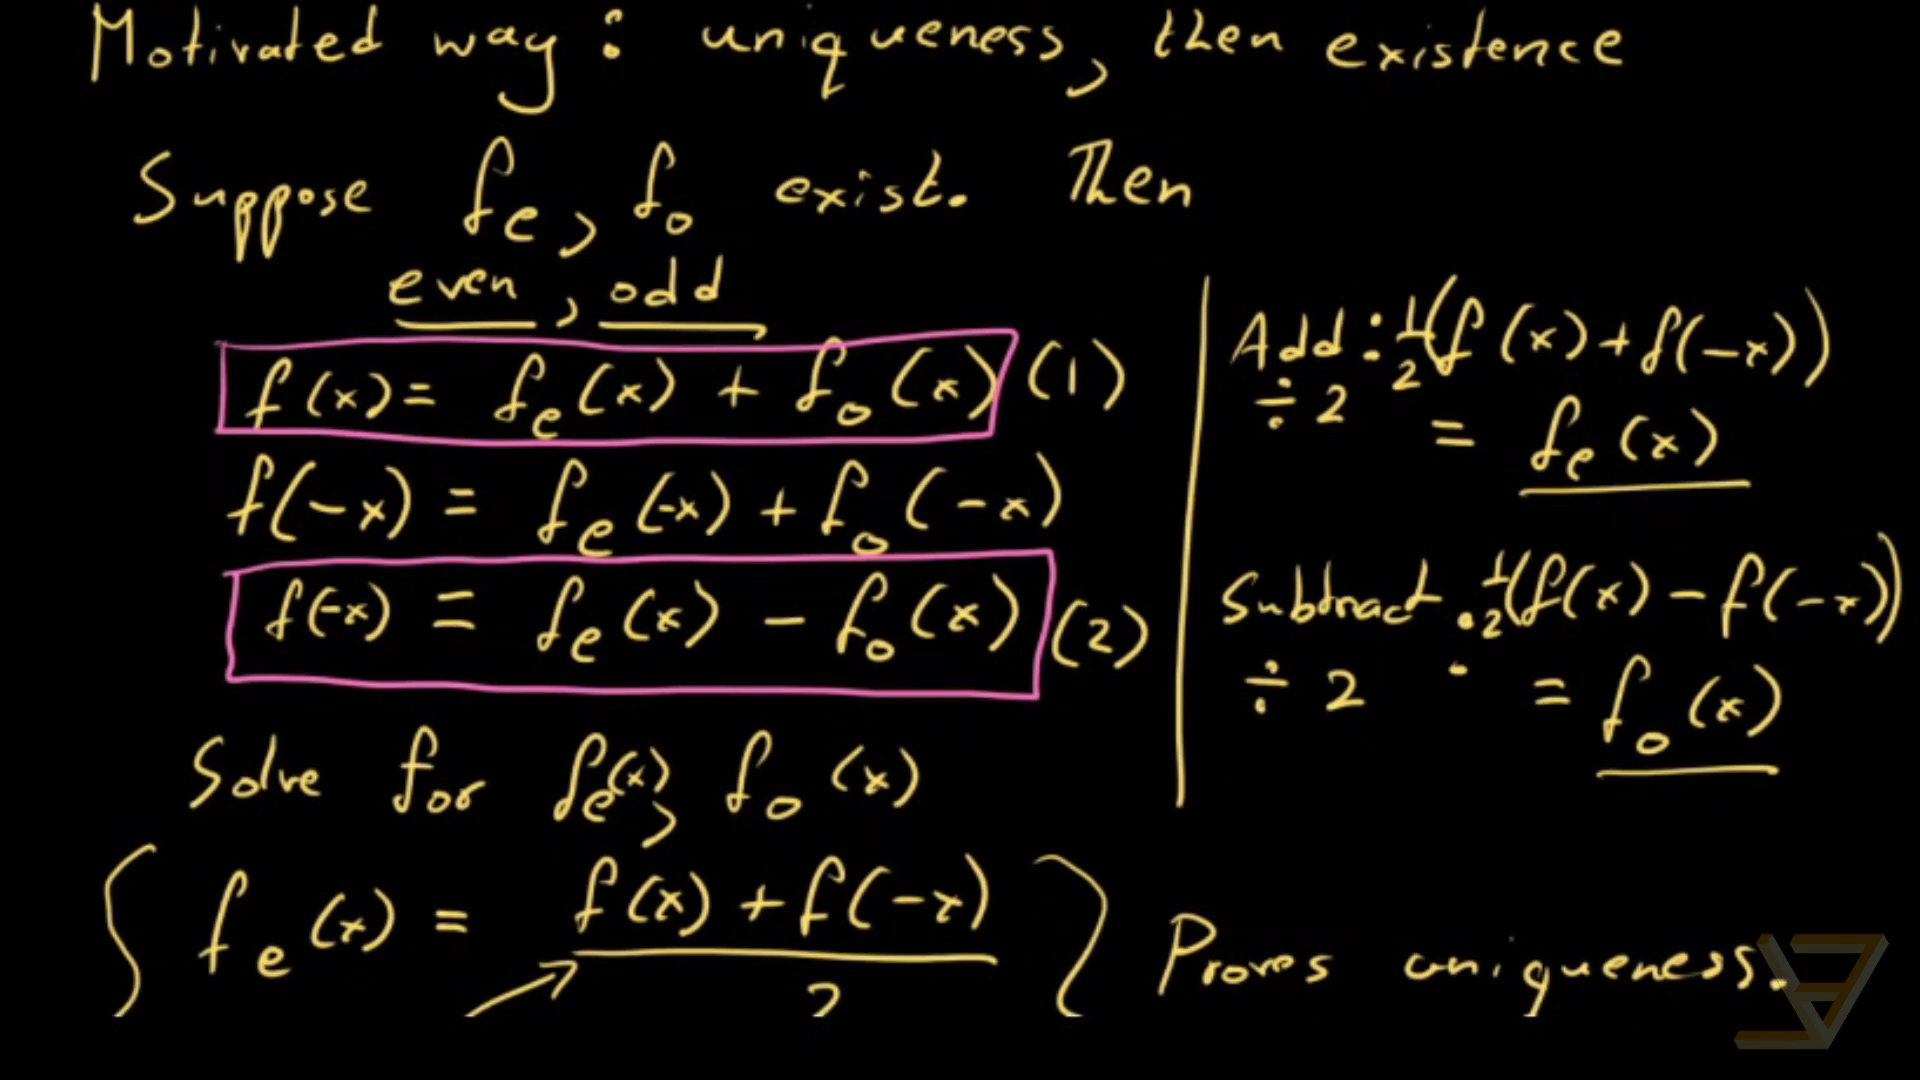 Motivated way: uniqueness, then existence
Suppose fe, fo exist. Then
even, odd
f(x) = fe(x) + fo(x) (1)
f(-x) = fe(-x) + fo(-x)
f(-x) = fe(x) - fo(x) (2)
Solve for fe(x), fo(x)
fe(x) = f(x) + f(-x)
2
Add: 1/2(f(x) + f(-x))
÷ 2 = fe(x)
Subtract: 1/2(f(x) - f(-x))
÷ 2 = fo(x)
Proves uniqueness.